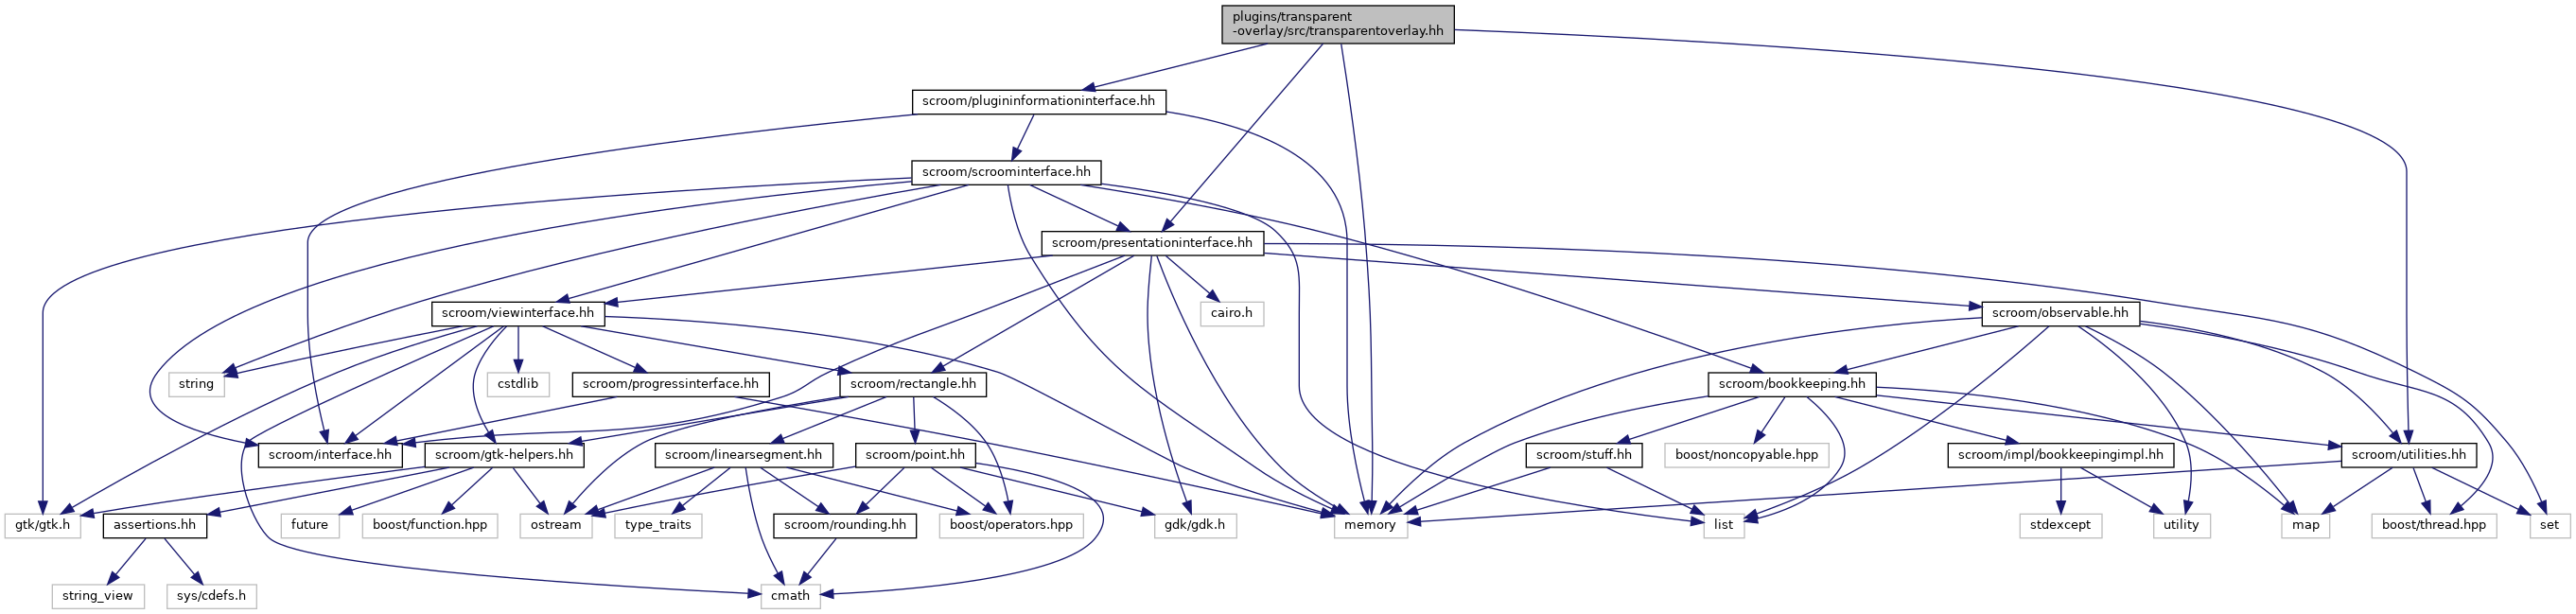 plugins/transparent
-overlay/src/transparentoverlay.hh
scroom/plugininformationinterface.hh
scroom/scroominterface.hh
scroom/presentationinterface.hh
scroom/viewinterface.hh
cairo.h
scroom/observable.hh
string
cstdlib
scroom/progressinterface.hh
scroom/rectangle.hh
scroom/bookkeeping.hh
scroom/interface.hh
scroom/gtk-helpers.hh
scroom/linearsegment.hh
scroom/point.hh
scroom/stuff.hh
boost/noncopyable.hpp
scroom/impl/bookkeepingimpl.hh
scroom/utilities.hh
gtk/gtk.h
assertions.hh
future
boost/function.hpp
ostream
type_traits
scroom/rounding.hh
boost/operators.hpp
gdk/gdk.h
memory
list
stdexcept
utility
map
boost/thread.hpp
set
string_view
sys/cdefs.h
cmath